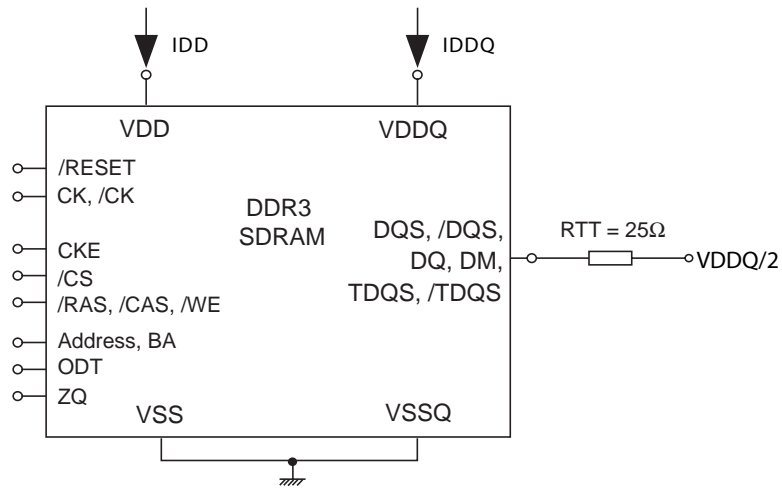 IDD
IDDQ
VDD
VDDQ
/RESET
CK, /CK
DDR3
SDRAM
CKE
/CS
/RAS, /CAS, /WE
Address, BA
ODT
ZQ
DQS, /DQS,
DQ, DM,
TDQS, /TDQS
RTT = 25Ω
VDDQ/2
VSS
VSSQ